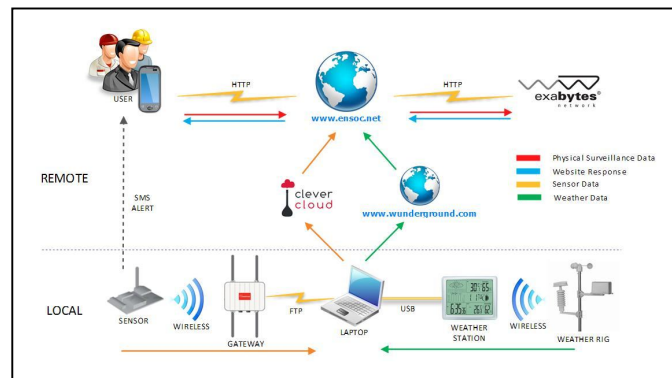 USER
HTTP
HTTP
www.ensoc.net
exabytes
network
Physical Surveillance Data
Website Response
Sensor Data
Weather Data
REMOTE
SMS
ALERT
clever
cloud
www.wunderground.com
LOCAL
SENSOR
WIRELESS
GATEWAY
FTP
LAPTOP
USB
WEATHER
STATION
WIRELESS
WEATHER RIG